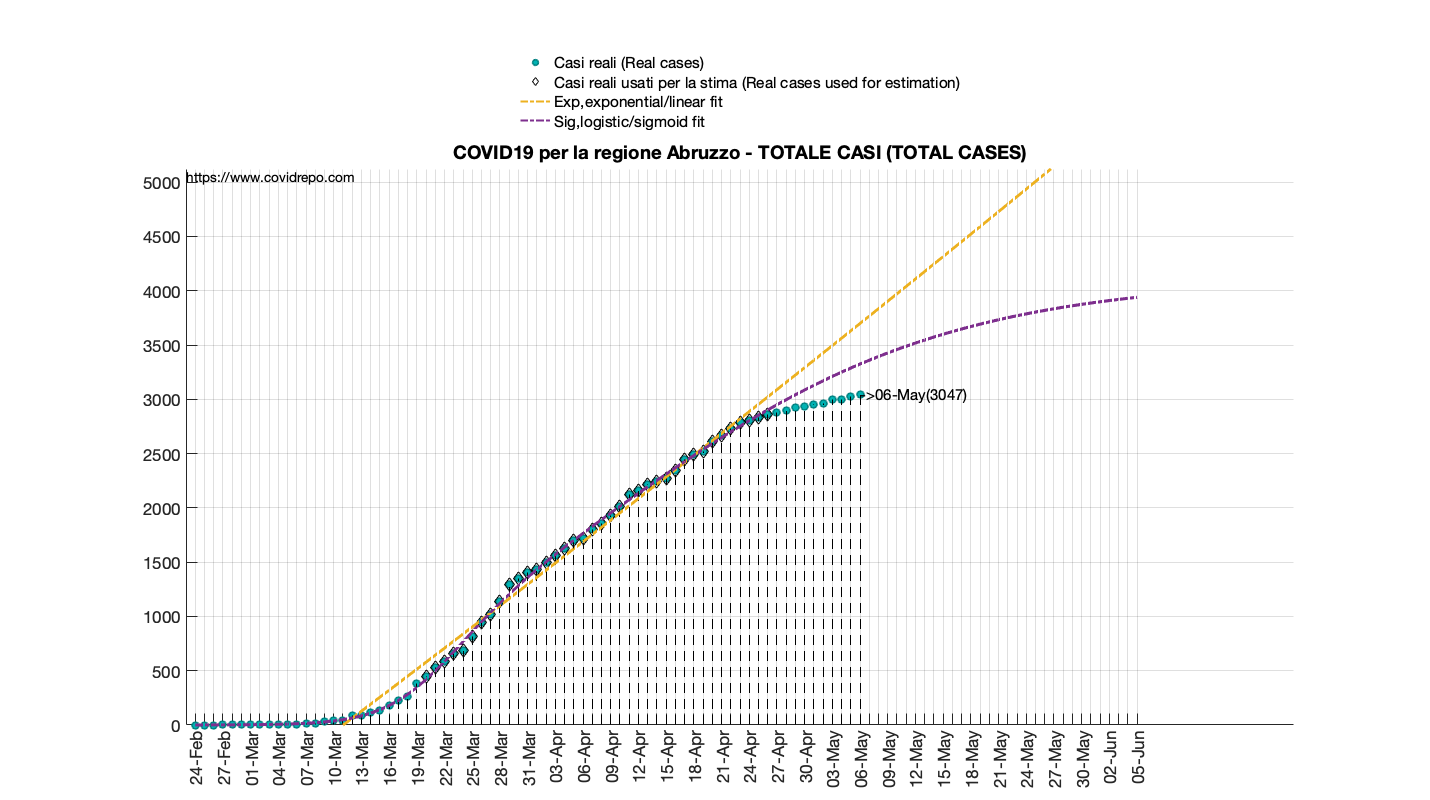 Casi reali (Real cases)
Casi reali usati per la stima (Real cases used for estimation)
Exp,exponential/linear fit
Sig,logistic/sigmoid fit
COVID19 per la regione Abruzzo - TOTALE CASI (TOTAL CASES)
https://www.covidrepo.com
5000
4500
4000
3500
3000
2500
2000
1500
1000
500
0
->06-May(3047)
24-Feb
27-Feb
01-Mar
04-Mar
07-Mar
10-Mar
13-Mar
16-Mar
19-Mar
22-Mar
25-Mar
28-Mar
31-Mar
03-Apr
06-Apr
09-Apr
12-Apr
15-Apr
18-Apr
21-Apr
24-Apr
27-Apr
30-Apr
03-May
06-May
09-May
12-May
15-May
18-May
21-May
24-May
27-May
30-May
02-Jun
05-Jun